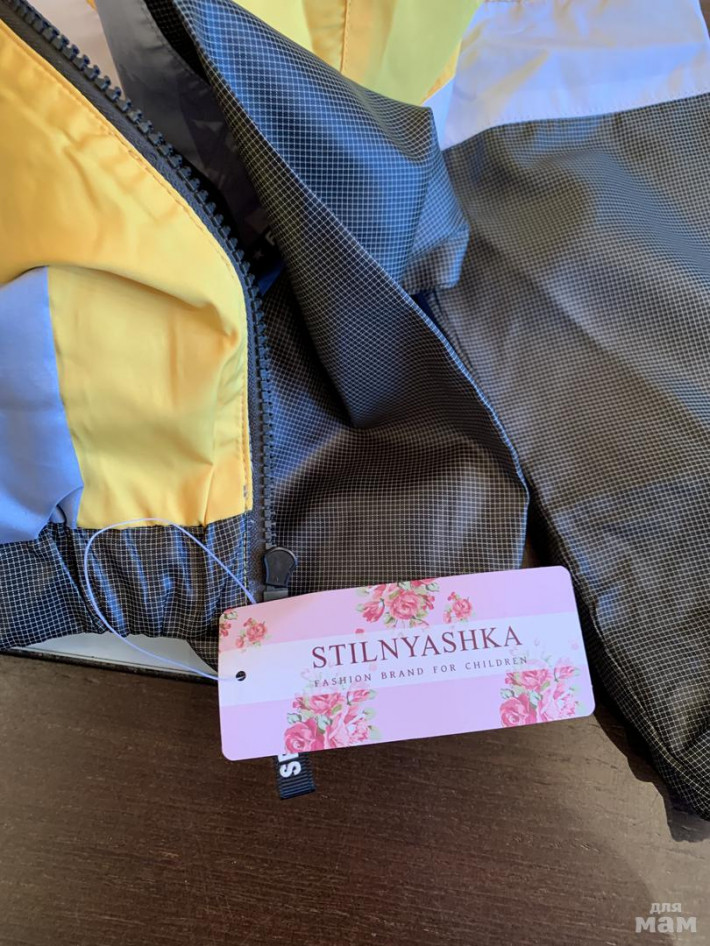 STILNYASHKA
FASHION BRAND FOR CHILDREN
для
мам